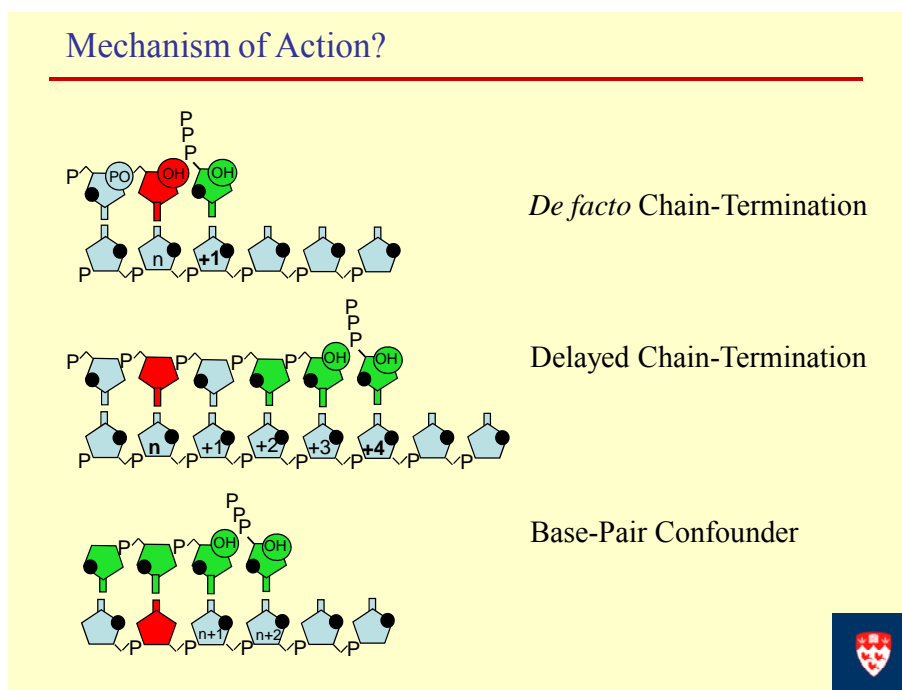 Mechanism of Action?
P
P
P
P PO OH OH
De facto Chain-Termination
n +1
P P P P P
P
P
P
P P P P P OH OH
Delayed Chain-Termination
n +1 +2 +3 +4
P P P P P P P
P
P
P
P P OH OH
Base-Pair Confounder
n+1 n+2
P P P P P